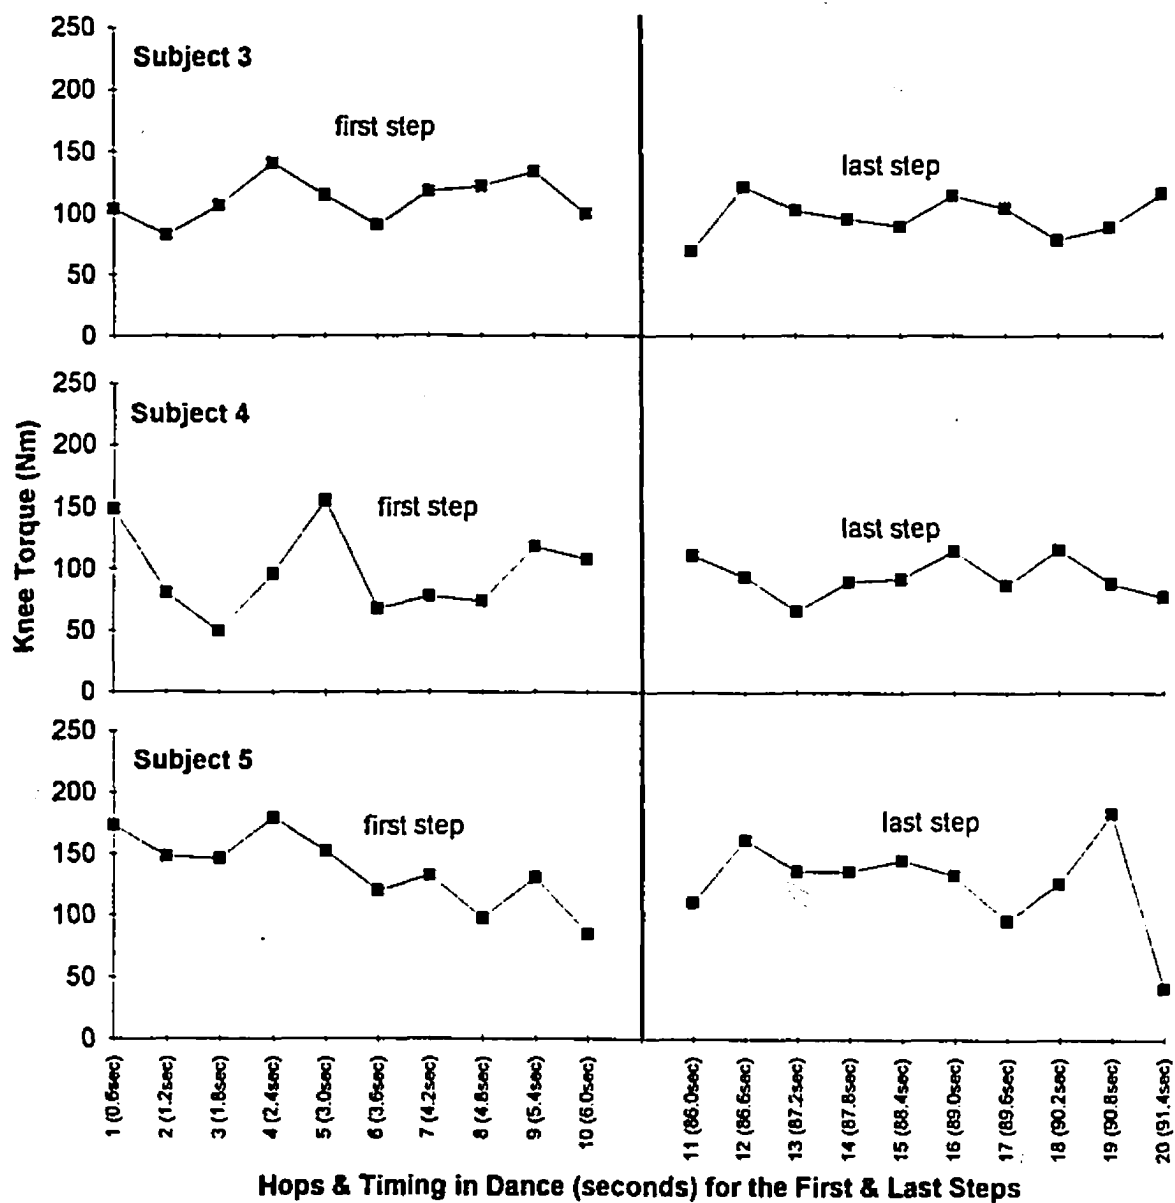 250
Subject 3
200
first step
150
last step
100
50
0
250
Subject 4
200
150
first step
last step
100
50
0
Knee Torque (Nm)
250
Subject 5
200
first step
last step
150
100
50
0
1 (0.6sec)
2 (1.2sec)
3 (1.8sec)
4 (2.4sec)
5 (3.0sec)
6 (3.6sec)
7 (4.2sec)
8 (4.8sec)
9 (5.4sec)
10 (6.0sec)
11 (86.0sec)
12 (86.6sec)
13 (87.2sec)
14 (87.8sec)
15 (88.4sec)
16 (89.0sec)
17 (89.6sec)
18 (90.2sec)
19 (90.8sec)
20 (91.4sec)
Hops & Timing in Dance (seconds) for the First & Last Steps